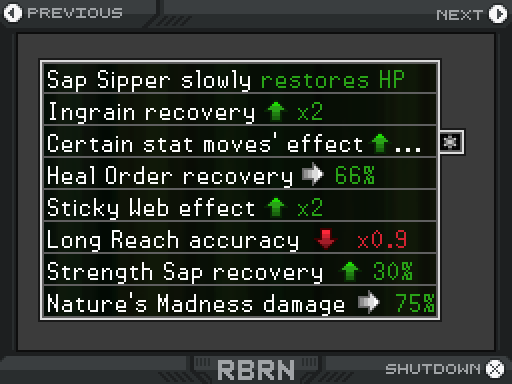 PREVIOUS
NEXT
Sap Sipper slowly restores HP
Ingrain recovery x2
Certain stat moves' effect ...
Heal Order recovery 66%
Sticky Web effect x2
Long Reach accuracy x0.9
Strength Sap recovery 30%
Nature's Madness damage 75%
RBRN
SHUTDOWN